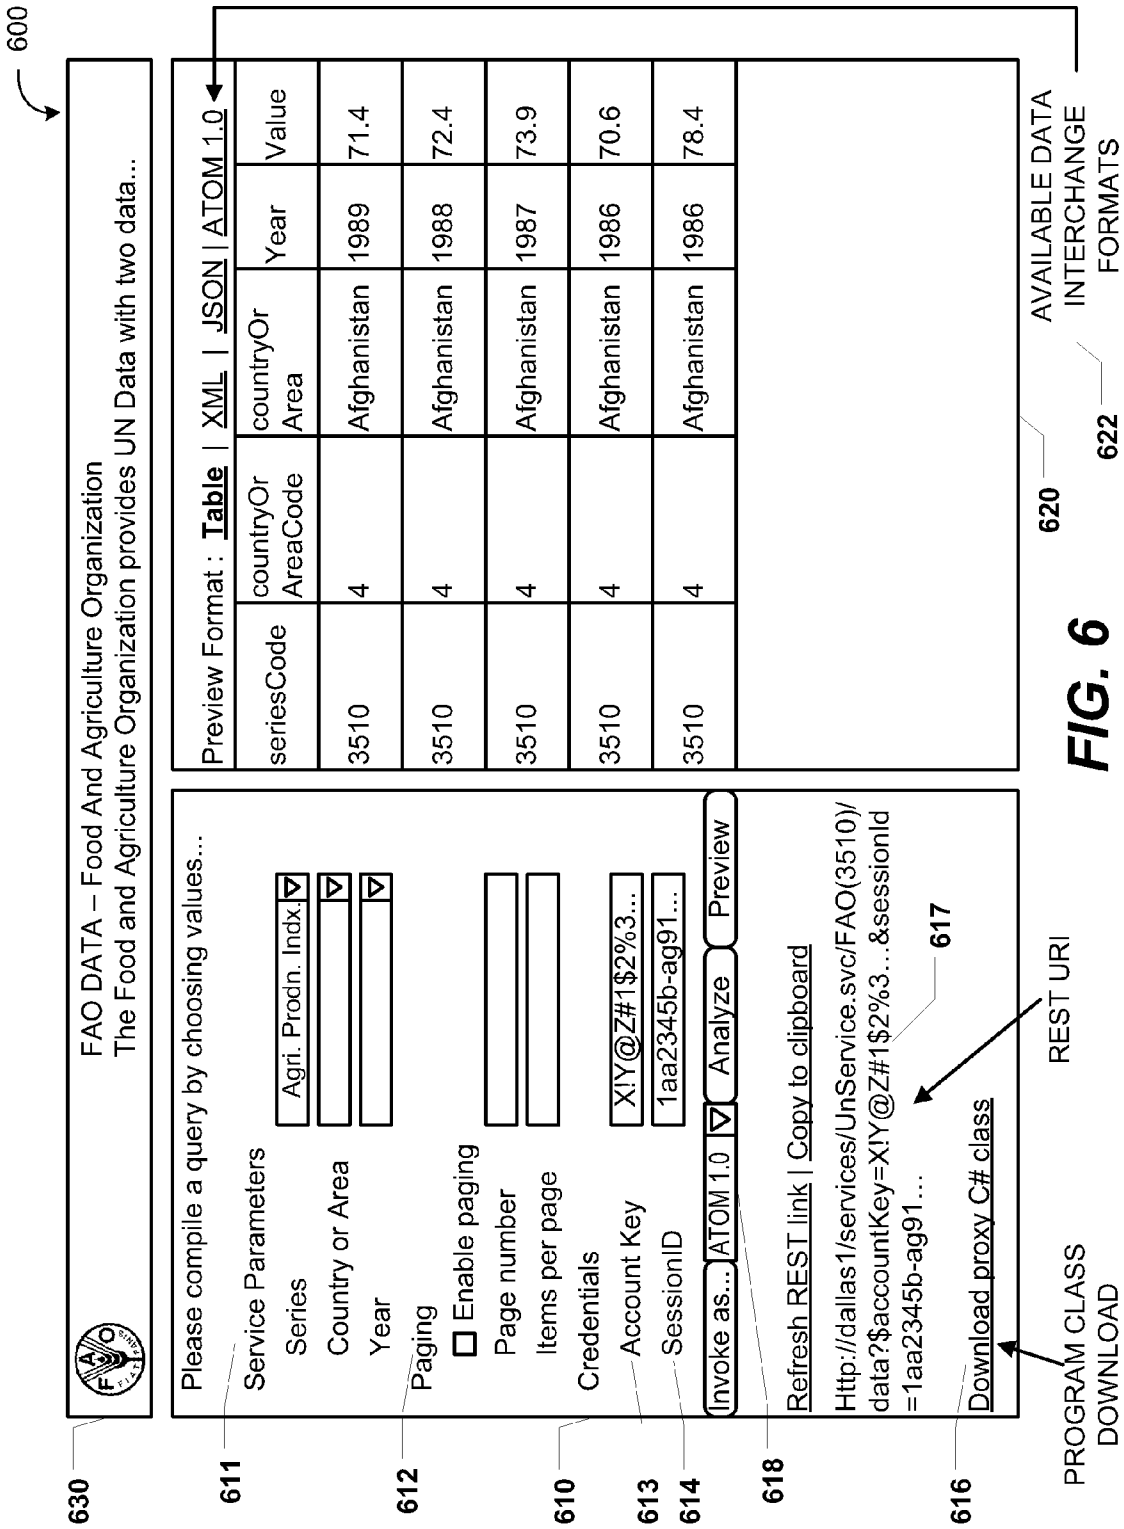 600
630
FAO DATA – Food And Agriculture Organization
The Food and Agriculture Organization provides UN Data with two data...
F A O
FIAT PANIS
Please compile a query by choosing values...
611
Service Parameters
Series Agri. Prodn. Indx.
Country or Area
Year
612
Paging
Enable paging
Page number
Items per page
610
Credentials
613
Account Key X!Y@Z#1$2%3...
614
SessionID 1aa2345b-ag91...
Invoke as... ATOM 1.0 Analyze Preview
618
Refresh REST link | Copy to clipboard
Http://dallas1/services/UnService.svc/FAO(3510)/
data?$accountKey=X!Y@Z#1$2%3...&sessionId
=1aa2345b-ag91...
617
616
Download proxy C# class
REST URI
PROGRAM CLASS
DOWNLOAD
Preview Format : Table | XML | JSON | ATOM 1.0
seriesCode countryOr AreaCode countryOr Area Year Value
3510 4 Afghanistan 1989 71.4
3510 4 Afghanistan 1988 72.4
3510 4 Afghanistan 1987 73.9
3510 4 Afghanistan 1986 70.6
3510 4 Afghanistan 1986 78.4
620
622
AVAILABLE DATA
INTERCHANGE
FORMATS
FIG. 6